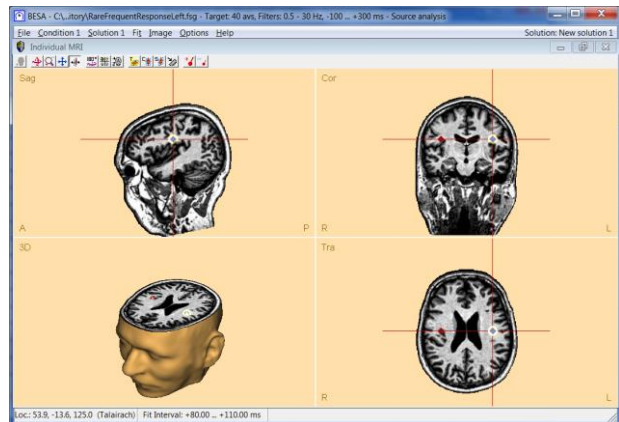 BESA - C:\...itory\RareFrequentResponseLeft.fsg - Target: 40 avs, Filters: 0.5 - 30 Hz, -100 ... +300 ms - Source analysis
File Condition 1 Solution 1 Fit Image Options Help Solution: New solution 1
Individual MRI
Sag
Cor
A P R L
3D
Tra
R L
Loc.: 53.9, -13.6, 125.0 (Talairach) Fit Interval: +80.00 ... +110.00 ms